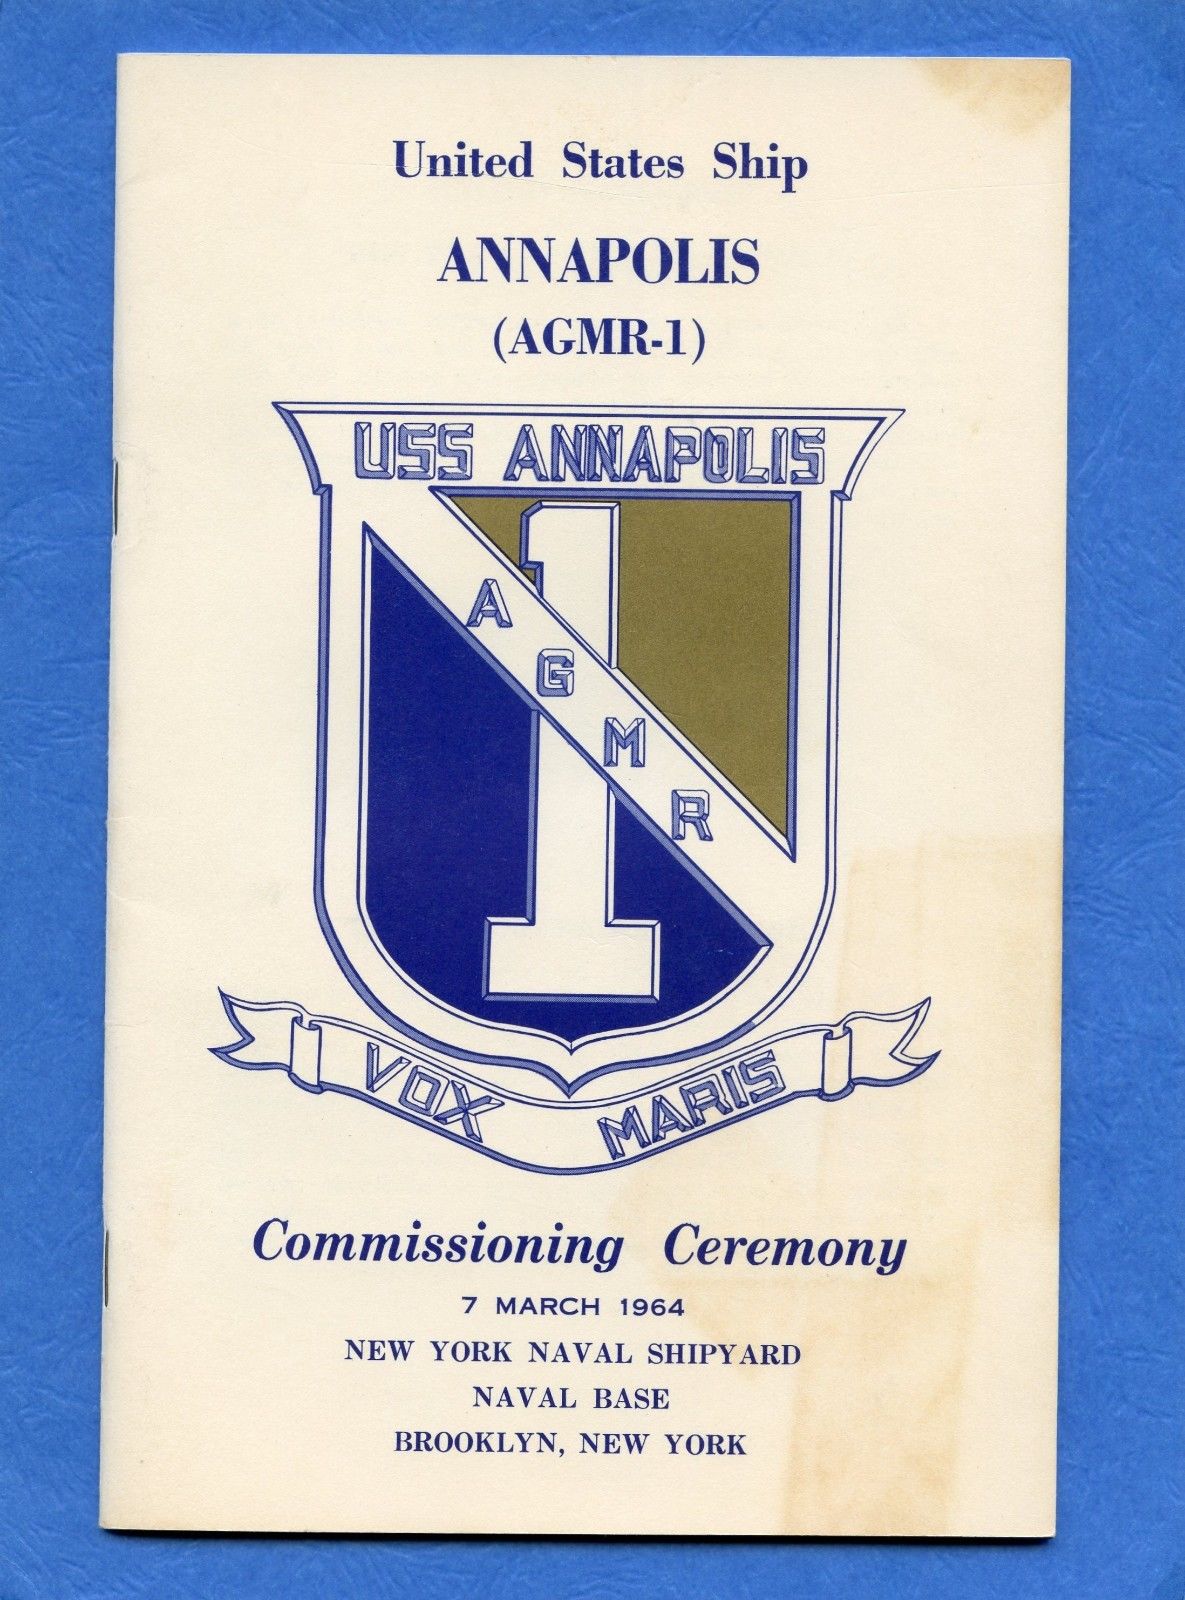 United States Ship
ANNAPOLIS
(AGMR-1)
USS ANNAPOLIS
1
AGMR
VOX MARIS
Commissioning Ceremony
7 MARCH 1964
NEW YORK NAVAL SHIPYARD
NAVAL BASE
BROOKLYN, NEW YORK